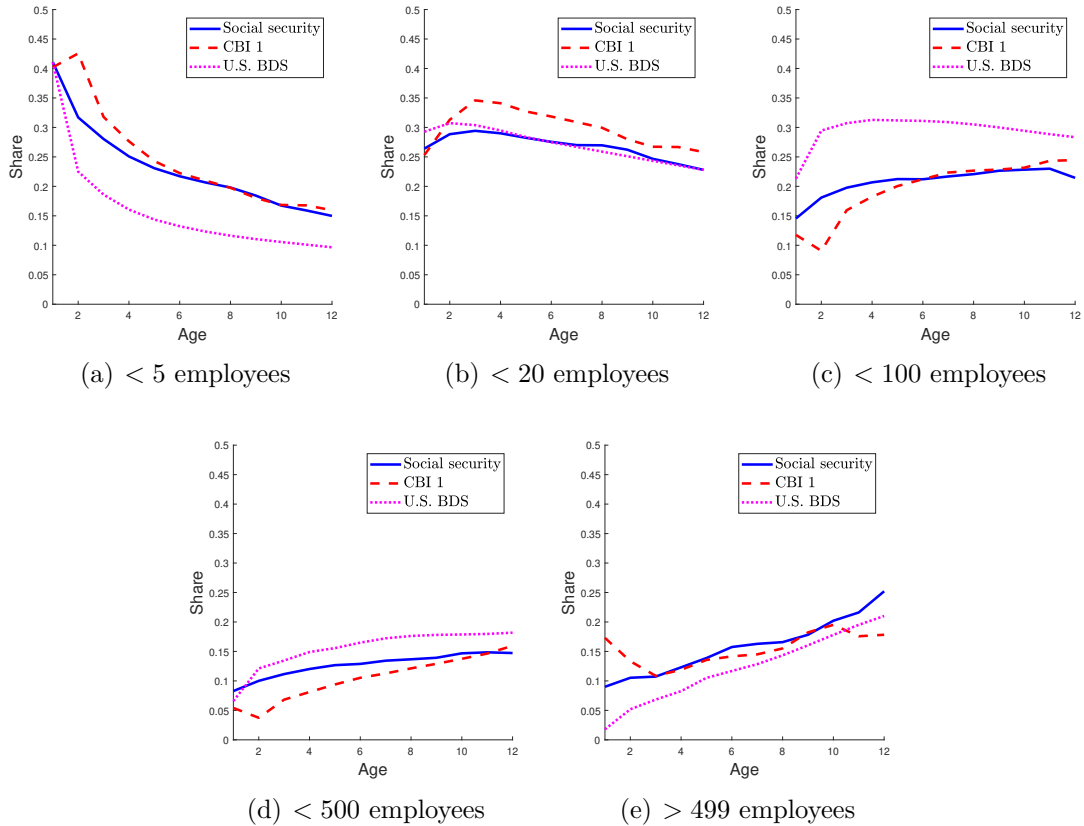 0.5
0.45
0.4
0.35
0.3
0.25
0.2
0.15
0.1
0.05
0
Share
Social security
CBI 1
U.S. BDS
2 4 6 8 10 12
Age
(a) < 5 employees
0.5
0.45
0.4
0.35
0.3
0.25
0.2
0.15
0.1
0.05
0
Share
Social security
CBI 1
U.S. BDS
2 4 6 8 10 12
Age
(b) < 20 employees
0.5
0.45
0.4
0.35
0.3
0.25
0.2
0.15
0.1
0.05
0
Share
Social security
CBI 1
U.S. BDS
2 4 6 8 10 12
Age
(c) < 100 employees
0.5
0.45
0.4
0.35
0.3
0.25
0.2
0.15
0.1
0.05
0
Share
Social security
CBI 1
U.S. BDS
2 4 6 8 10 12
Age
(d) < 500 employees
0.5
0.45
0.4
0.35
0.3
0.25
0.2
0.15
0.1
0.05
0
Share
Social security
CBI 1
U.S. BDS
2 4 6 8 10 12
Age
(e) > 499 employees